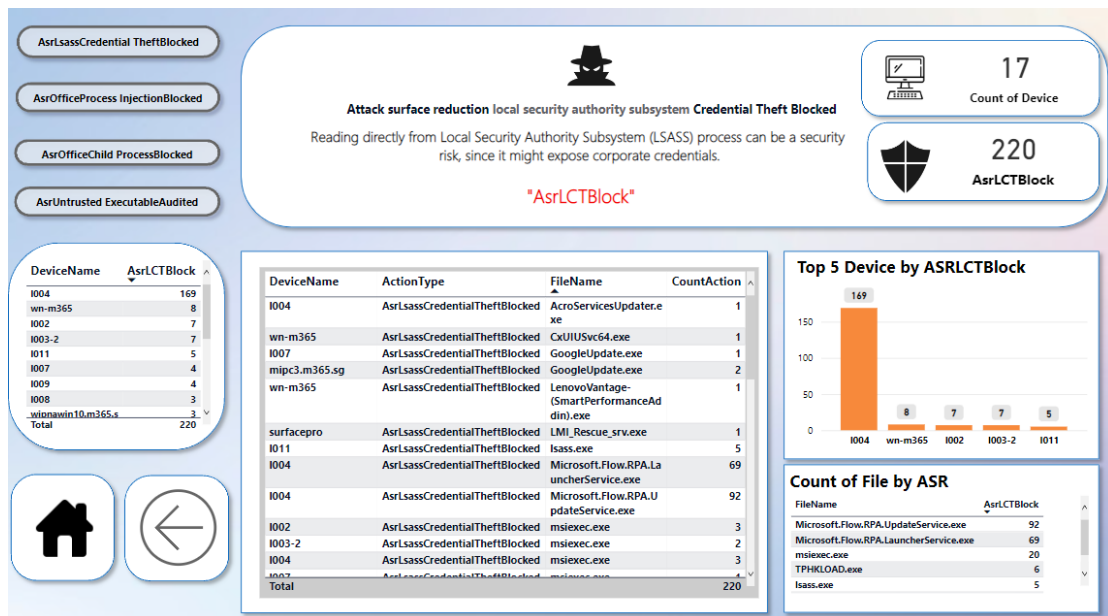 AsrLsassCredential TheftBlocked
AsrOfficeProcess InjectionBlocked
AsrOfficeChild ProcessBlocked
AsrUntrusted ExecutableAudited
Attack surface reduction local security authority subsystem Credential Theft Blocked
Reading directly from Local Security Authority Subsystem (LSASS) process can be a security
risk, since it might expose corporate credentials.
"AsrLCTBlock"
17
Count of Device
220
AsrLCTBlock
DeviceName AsrLCTBlock
I004 169
wn-m365 8
I002 7
I003-2 7
I011 5
I007 4
I009 4
I008 3
wipnawin10.m365.s 3
Total 220
DeviceName ActionType FileName CountAction
I004 AsrLsassCredentialTheftBlocked AcroServicesUpdater.e 1
xe
wn-m365 AsrLsassCredentialTheftBlocked CxUIUSvc64.exe 1
I007 AsrLsassCredentialTheftBlocked GoogleUpdate.exe 1
mipc3.m365.sg AsrLsassCredentialTheftBlocked GoogleUpdate.exe 2
wn-m365 AsrLsassCredentialTheftBlocked LenovoVantage- 1
(SmartPerformanceAd
din).exe
surfacepro AsrLsassCredentialTheftBlocked LMI_Rescue_srv.exe 1
I011 AsrLsassCredentialTheftBlocked lsass.exe 5
I004 AsrLsassCredentialTheftBlocked Microsoft.Flow.RPA.La 69
uncherService.exe
I004 AsrLsassCredentialTheftBlocked Microsoft.Flow.RPA.U 92
pdateService.exe
I002 AsrLsassCredentialTheftBlocked msiexec.exe 3
I003-2 AsrLsassCredentialTheftBlocked msiexec.exe 2
I004 AsrLsassCredentialTheftBlocked msiexec.exe 3
I007 AsrLsassCredentialTheftBlocked msiexec.exe
Total 220
Top 5 Device by ASRLCTBlock
169
150
100
50
0
8
7
7
5
I004 wn-m365 I002 I003-2 I011
Count of File by ASR
FileName AsrLCTBlock
Microsoft.Flow.RPA.UpdateService.exe 92
Microsoft.Flow.RPA.LauncherService.exe 69
msiexec.exe 20
TPHKLOAD.exe 6
lsass.exe 5